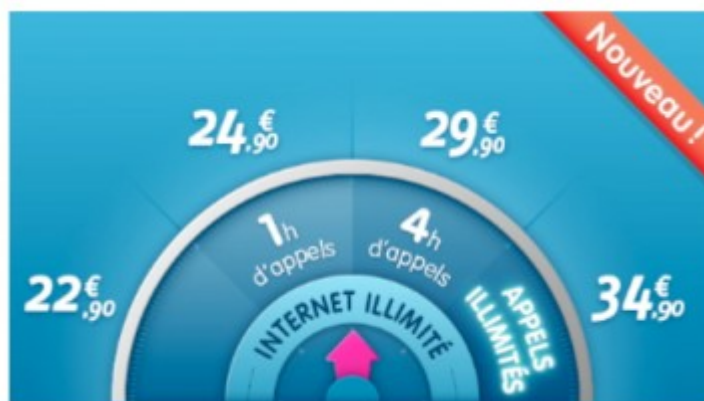 Nouveau !
24€,90
29€,90
1h
d'appels
4h
d'appels
22€,90
INTERNET ILLIMITÉ
APPELS
ILLIMITÉS
34€,90